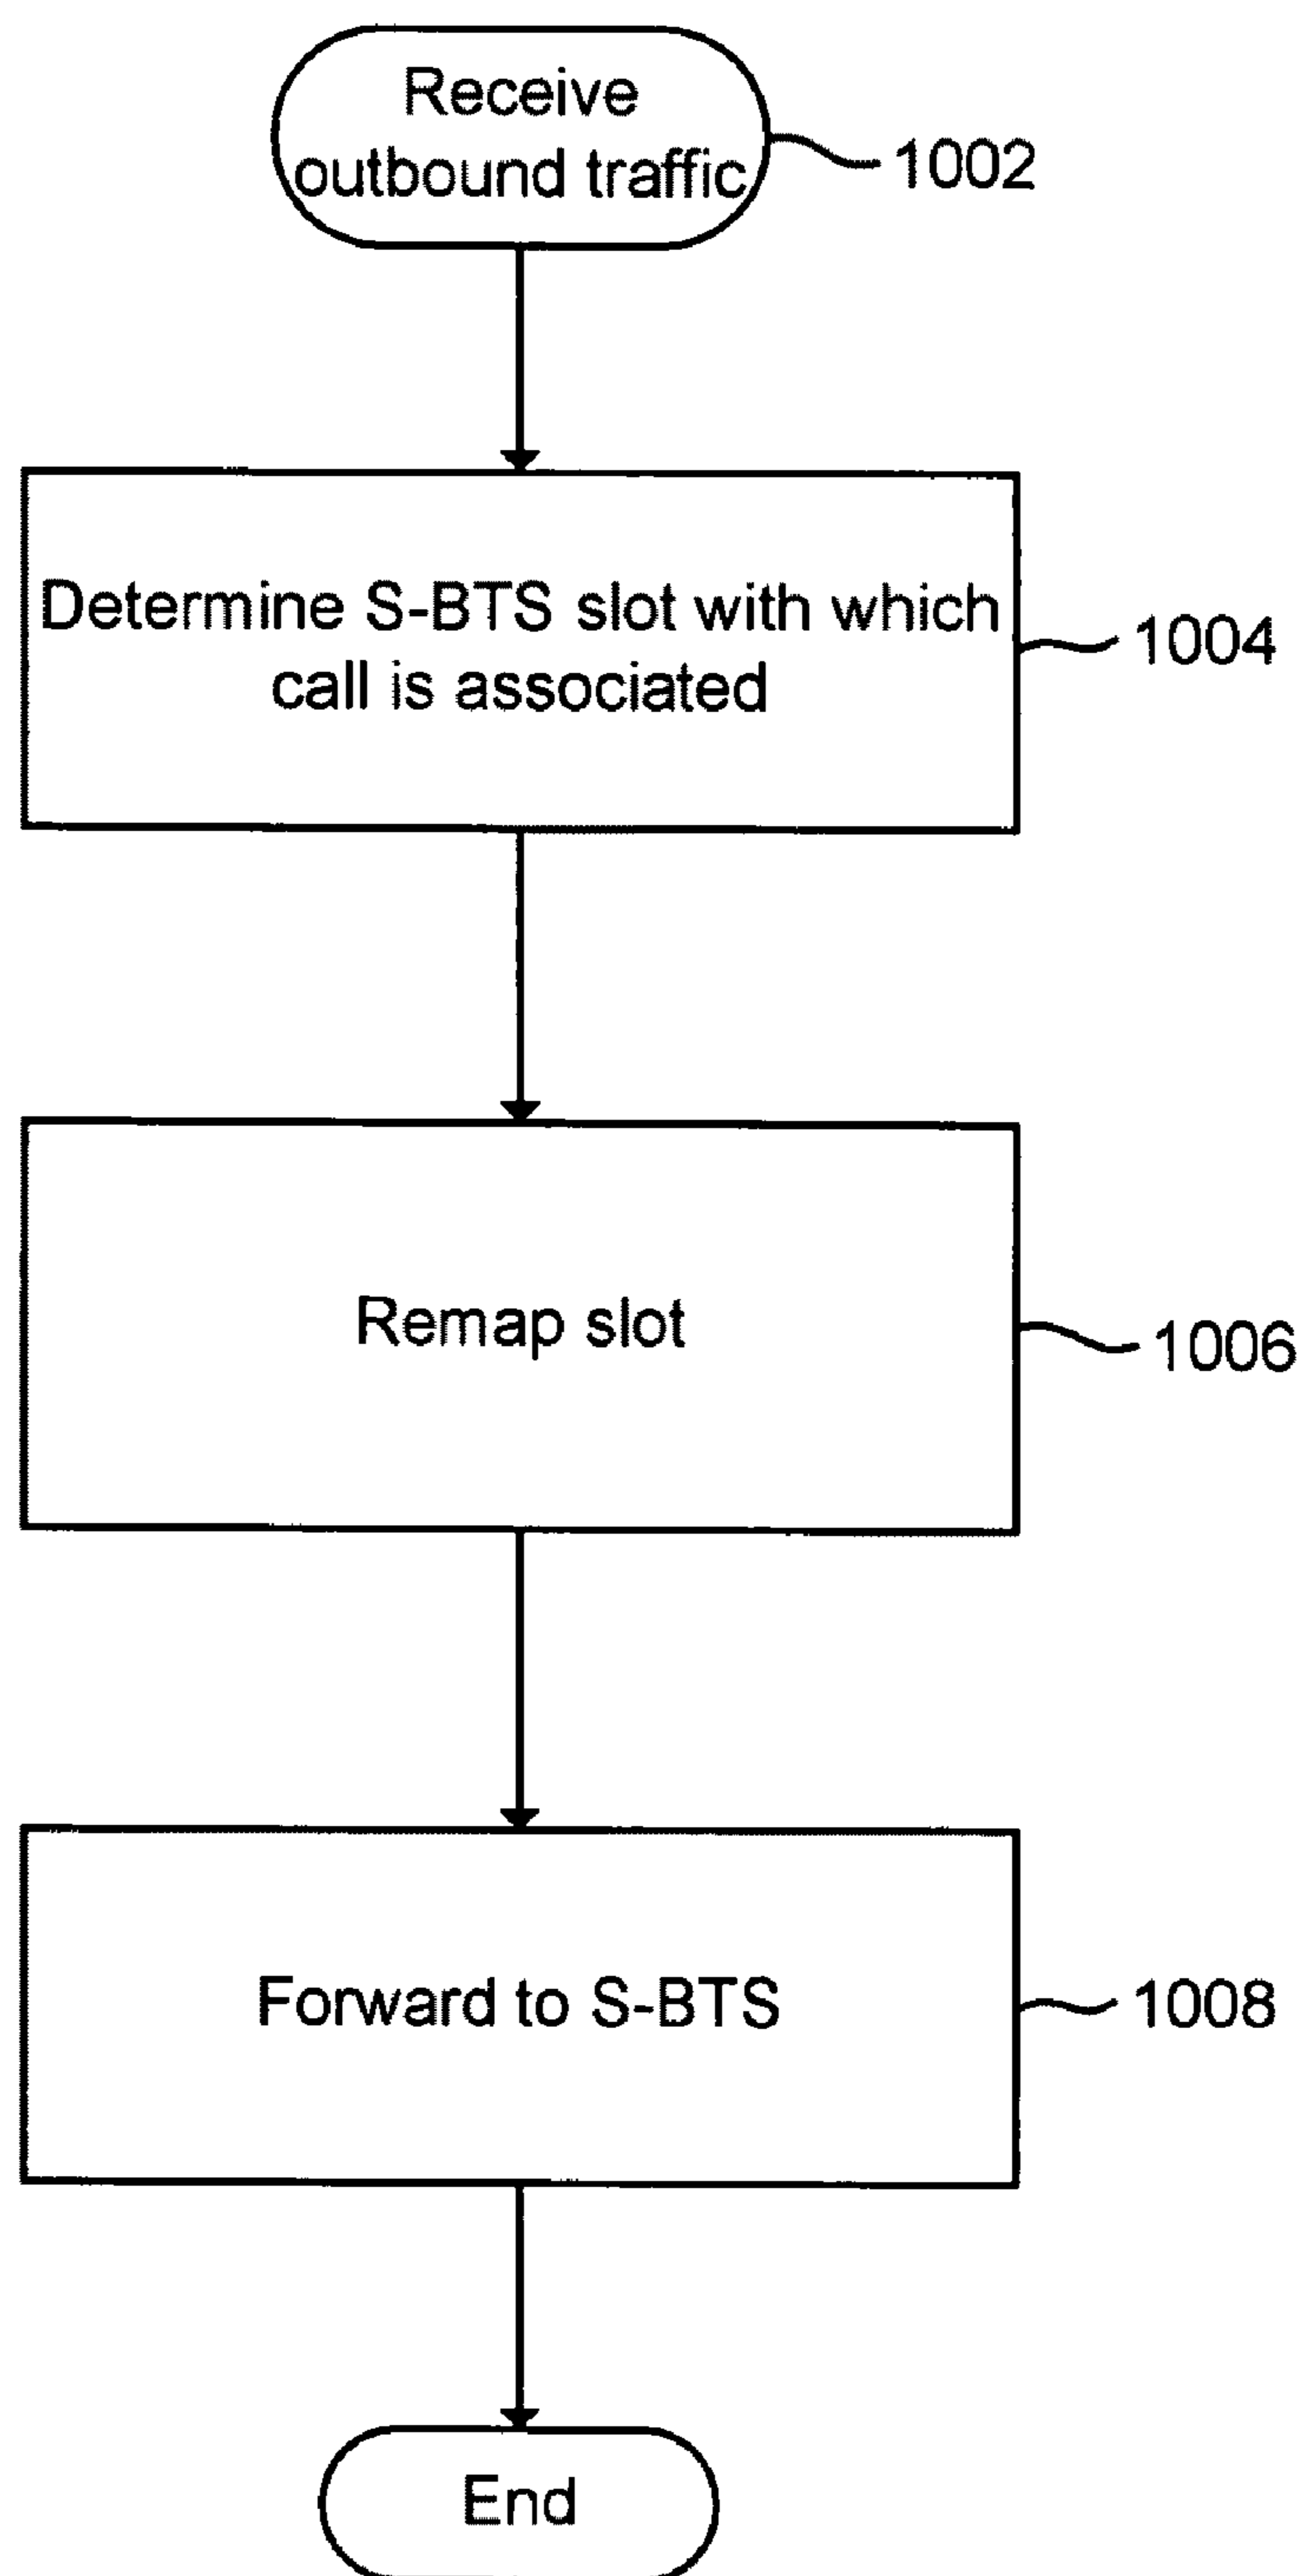 Receive
outbound traffic
1002
Determine S-BTS slot with which
call is associated
1004
Remap slot
1006
Forward to S-BTS
1008
End